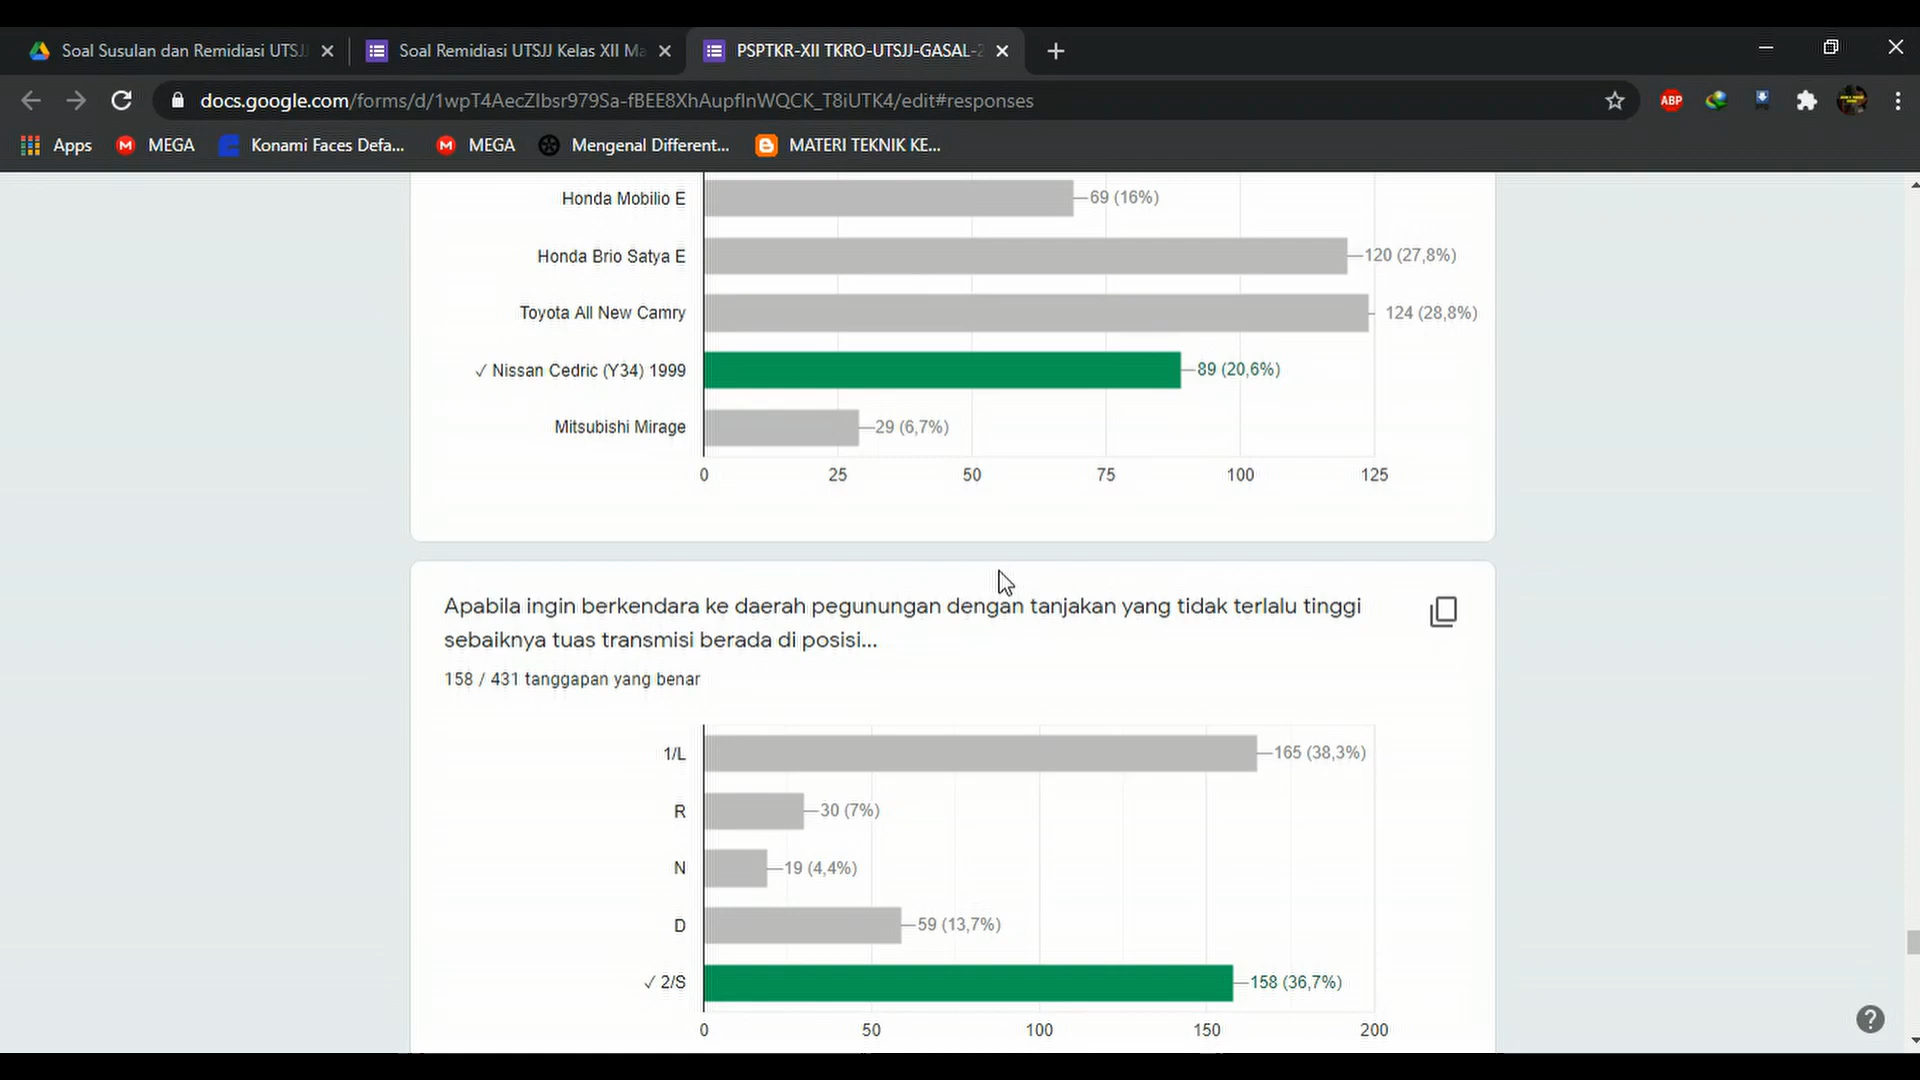 Soal Susulan dan Remidiasi UTSJ
Soal Remidiasi UTSJJ Kelas XII Ma
PSPTKR-XII TKRO-UTSJJ-GASAL-2
docs.google.com/forms/d/1wpT4AecZIbsr979Sa-fBEE8XhAupfInWQCK_T8iUTK4/edit#responses
ABP
Apps
MEGA
Konami Faces Defa...
MEGA
Mengenal Different...
MATERI TEKNIK KE...
Honda Mobilio E
69 (16%)
Honda Brio Satya E
120 (27,8%)
Toyota All New Camry
124 (28,8%)
✓ Nissan Cedric (Y34) 1999
89 (20,6%)
Mitsubishi Mirage
29 (6,7%)
0 25 50 75 100 125
Apabila ingin berkendara ke daerah pegunungan dengan tanjakan yang tidak terlalu tinggi
sebaiknya tuas transmisi berada di posisi...
158 / 431 tanggapan yang benar
1/L
165 (38,3%)
R
30 (7%)
N
19 (4,4%)
D
59 (13,7%)
✓ 2/S
158 (36,7%)
0 50 100 150 200